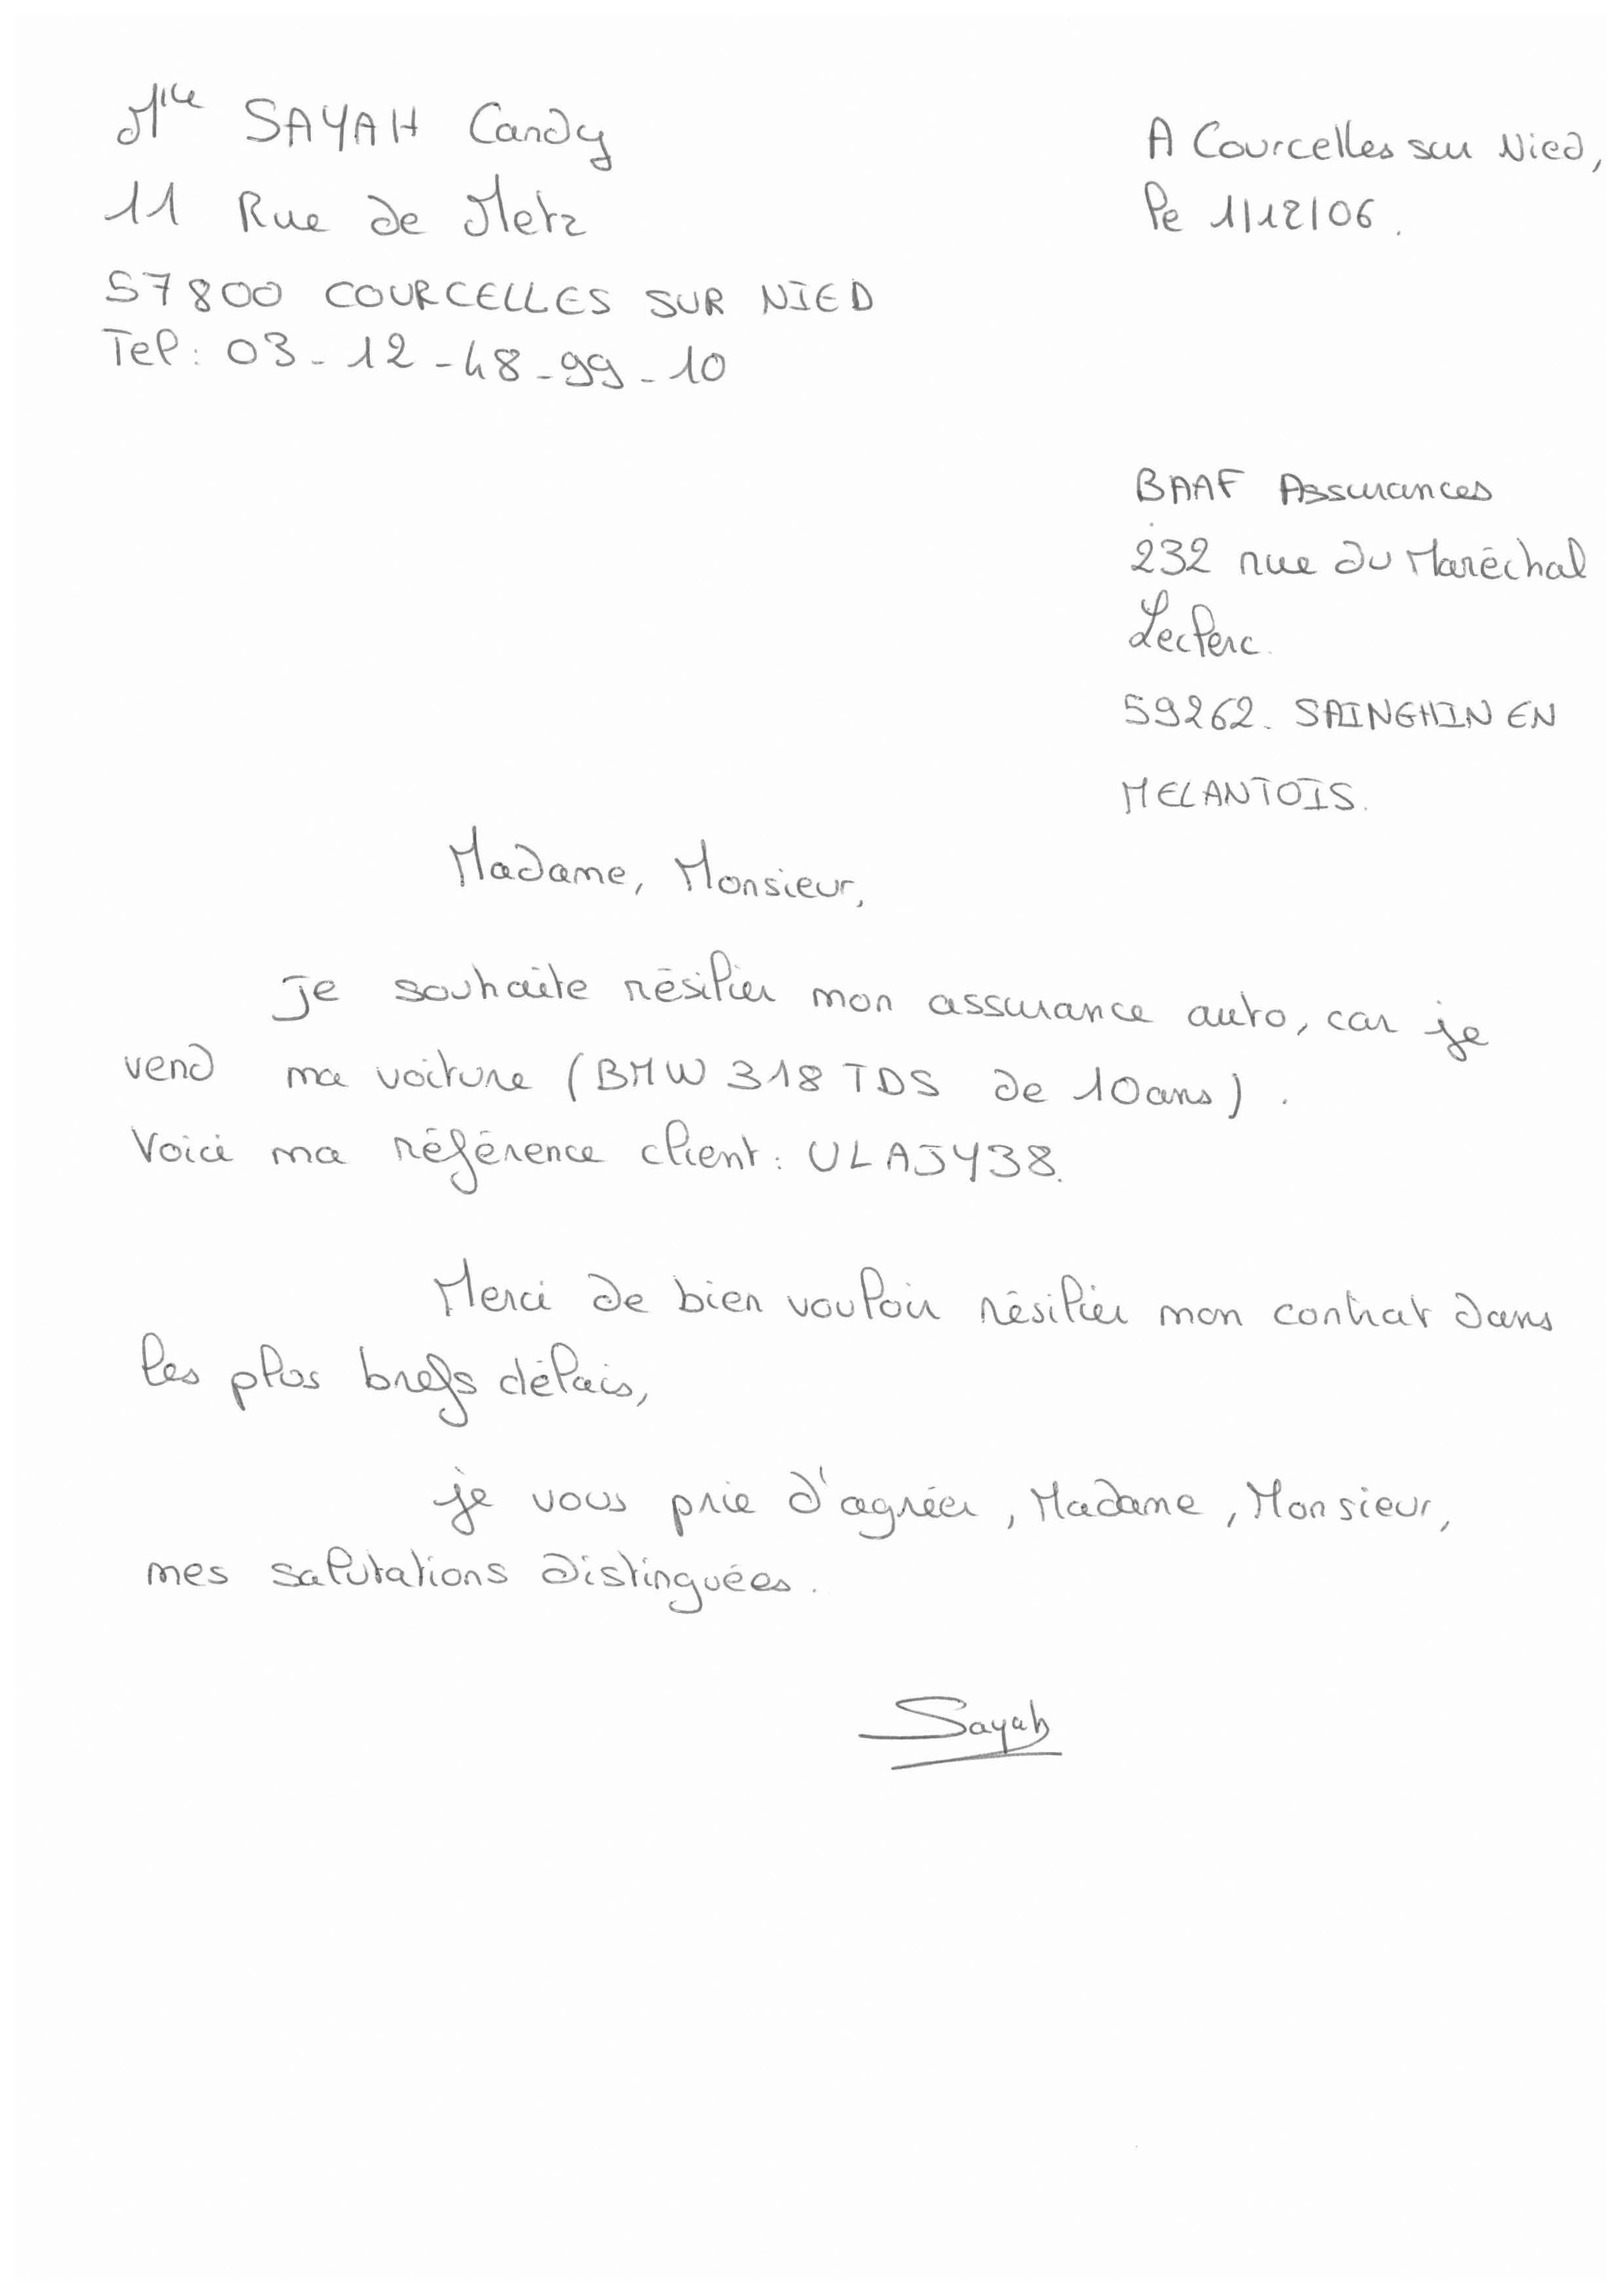 Mlle SAYAH Candy
11 Rue de Metz
57800 COURCELLES SUR NIED
Tel: 03-12-48-99-10
A Courcelles sur Nied,
le 1/12/06.
BAAF Assurances
232 rue du Maréchal
Leclerc.
59262. SAINGHIN EN
MELANTOIS.
Madame, Monsieur,
je souhaite résilier mon assurance auto, car je
vend ma voiture (BMW 318 TDS de 10ans).
Voici ma référence client: ULAJY38.
Merci de bien vouloir résilier mon contrat dans
les plus brefs délais,
je vous prie d'agréer, Madame, Monsieur,
mes salutations distinguées.
Sayah